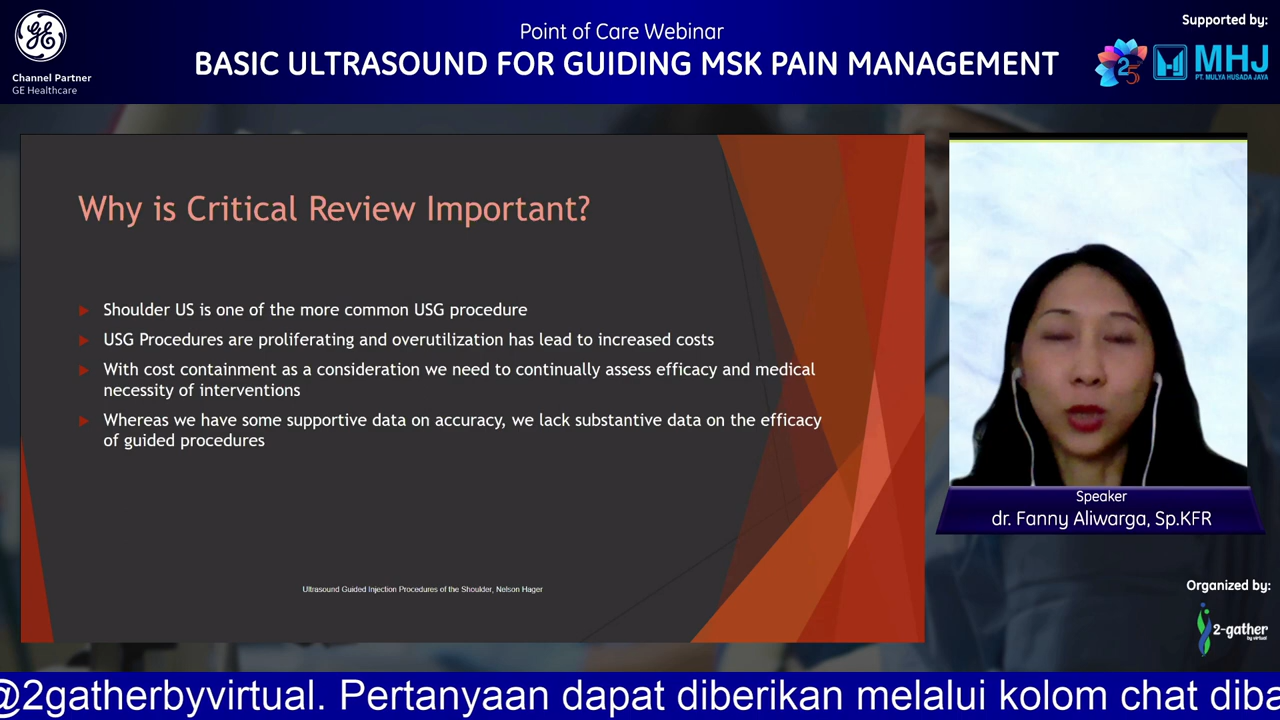 Point of Care Webinar
BASIC ULTRASOUND FOR GUIDING MSK PAIN MANAGEMENT
Channel Partner
GE Healthcare
Supported by:
25
MHJ
PT. MULYA HUSADA JAYA
Why is Critical Review Important?
Shoulder US is one of the more common USG procedure
USG Procedures are proliferating and overutilization has lead to increased costs
With cost containment as a consideration we need to continually assess efficacy and medical
necessity of interventions
Whereas we have some supportive data on accuracy, we lack substantive data on the efficacy
of guided procedures
Ultrasound Guided Injection Procedures of the Shoulder, Nelson Hager
Speaker
dr. Fanny Aliwarga, Sp.KFR
Organized by:
2-gather
by virtual
@2gatherbyvirtual. Pertanyaan dapat diberikan melalui kolom chat diba